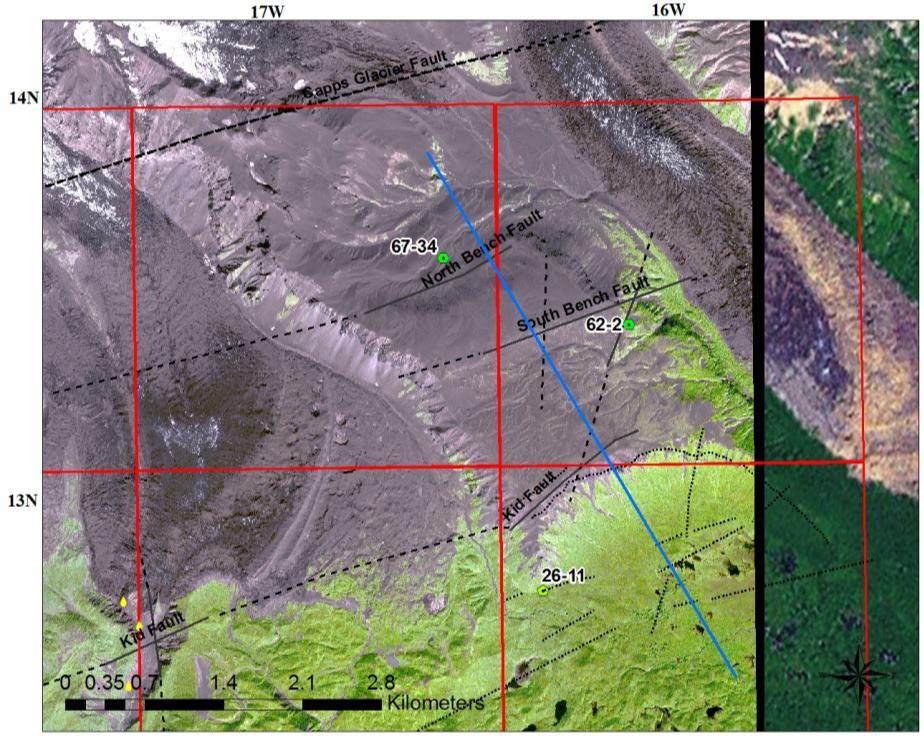 17W 16W
14N
Capps Glacier Fault
67-34
North Bench Fault
South Bench Fault
62-2
13N
Kid Fault
26-11
Kid Fault
0 0.35 0.7 1.4 2.1 2.8
Kilometers